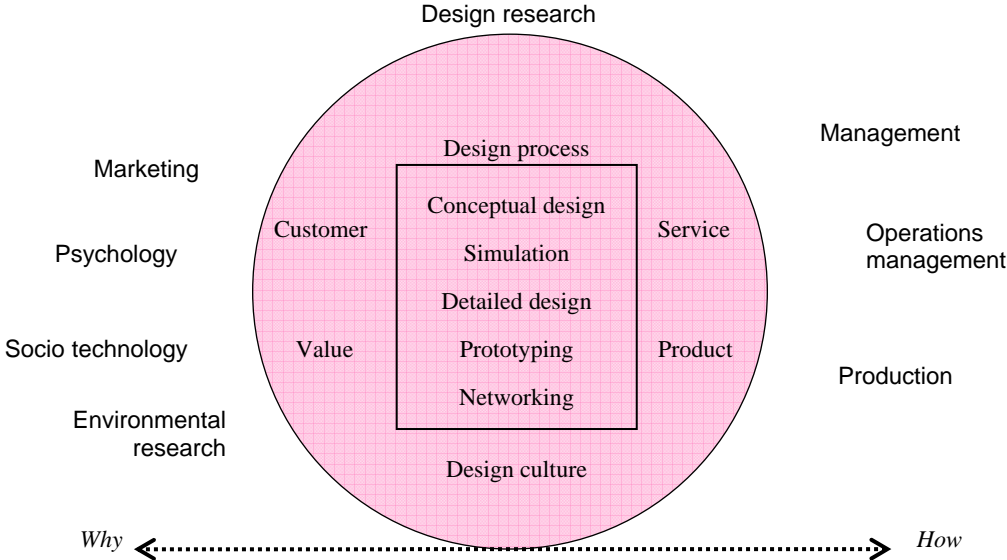 Design research
Management
Design process
Marketing
Conceptual design
Customer
Service
Operations
management
Psychology
Simulation
Detailed design
Socio technology
Value
Prototyping
Product
Production
Networking
Environmental
research
Design culture
Why
How